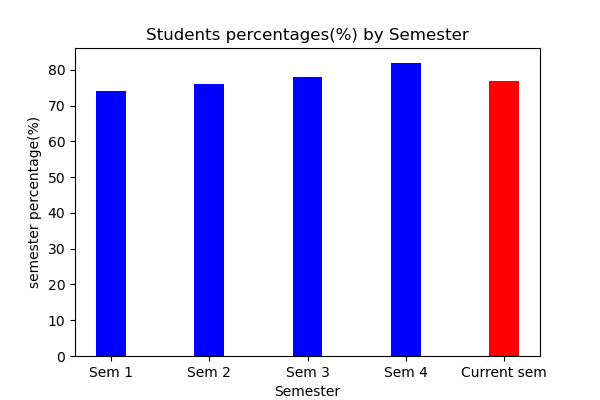 Students percentages(%) by Semester
semester percentage(%)
80
70
60
50
40
30
20
10
0
Sem 1 Sem 2 Sem 3 Sem 4 Current sem
Semester